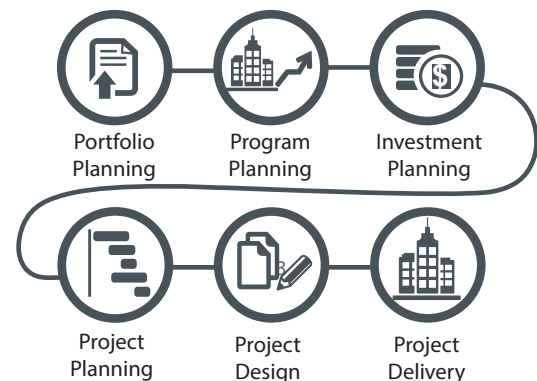 $
Portfolio
Planning
Program
Planning
Investment
Planning
Project
Planning
Project
Design
Project
Delivery